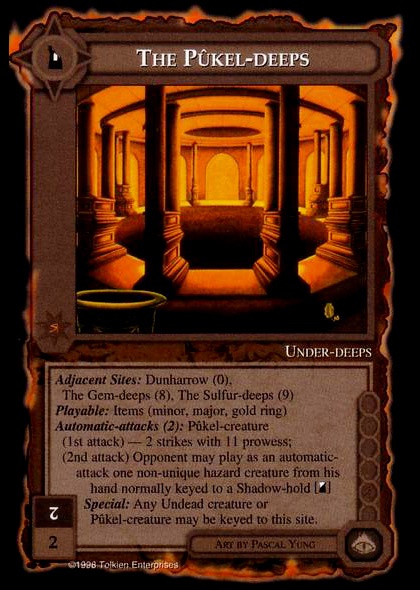 THE PÛKEL-DEEPS
UNDER-DEEPS
Adjacent Sites: Dunharrow (0),
The Gem-deeps (8), The Sulfur-deeps (9)
Playable: Items (minor, major, gold ring)
Automatic-attacks (2): Pûkel-creature
(1st attack) — 2 strikes with 11 prowess;
(2nd attack) Opponent may play as an automatic-
attack one non-unique hazard creature from his
hand normally keyed to a Shadow-hold []
Special: Any Undead creature or
Pûkel-creature may be keyed to this site.
2
2
ART BY PASCAL YUNG
©1998 Tolkien Enterprises